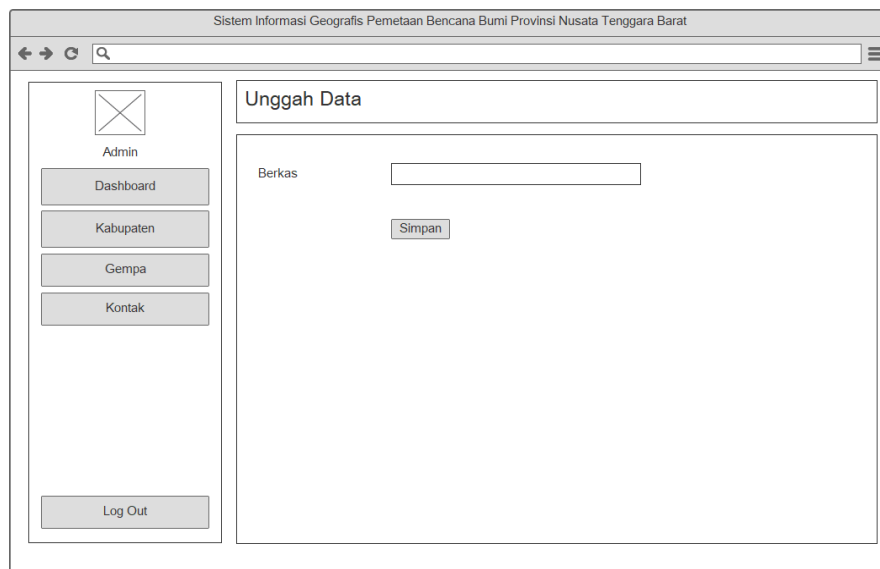 Sistem Informasi Geografis Pemetaan Bencana Bumi Provinsi Nusata Tenggara Barat
Admin
Dashboard
Kabupaten
Gempa
Kontak
Log Out
Unggah Data
Berkas
Simpan